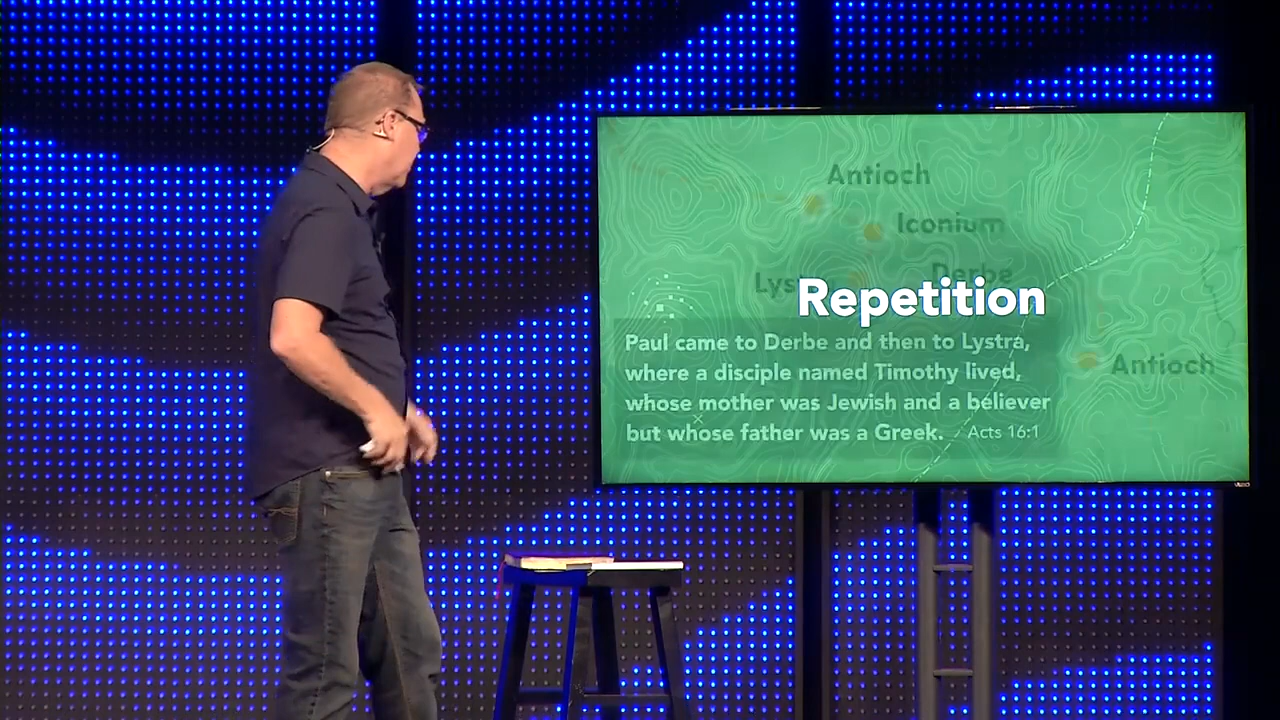 Antioch
Iconium
Derbe
Lyst
Repetition
Paul came to Derbe and then to Lystra,
where a disciple named Timothy lived,
whose mother was Jewish and a believer
but whose father was a Greek. Acts 16:1
Antioch